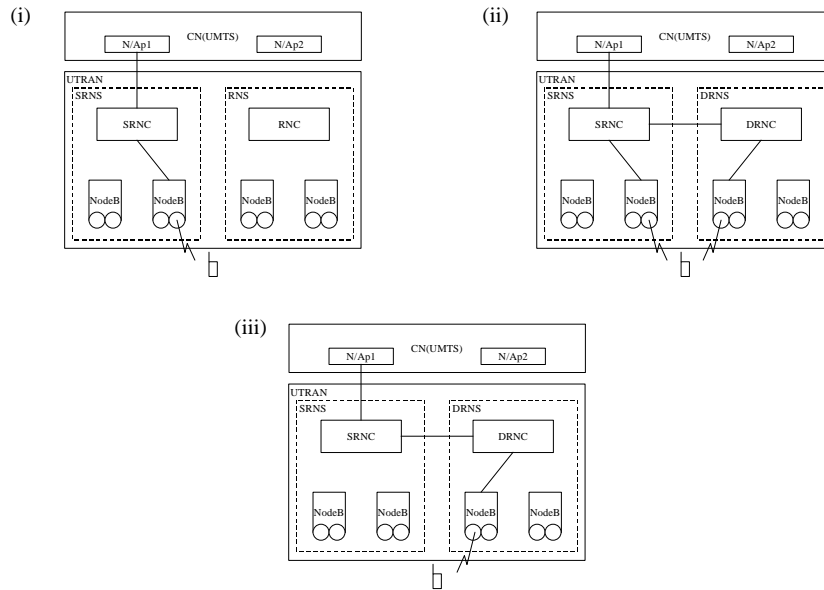 (i)
CN(UMTS)
N/Ap1 N/Ap2
UTRAN
SRNS RNS
SRNC RNC
NodeB NodeB NodeB NodeB
(ii)
CN(UMTS)
N/Ap1 N/Ap2
UTRAN
SRNS DRNS
SRNC DRNC
NodeB NodeB NodeB NodeB
(iii)
CN(UMTS)
N/Ap1 N/Ap2
UTRAN
SRNS DRNS
SRNC DRNC
NodeB NodeB NodeB NodeB